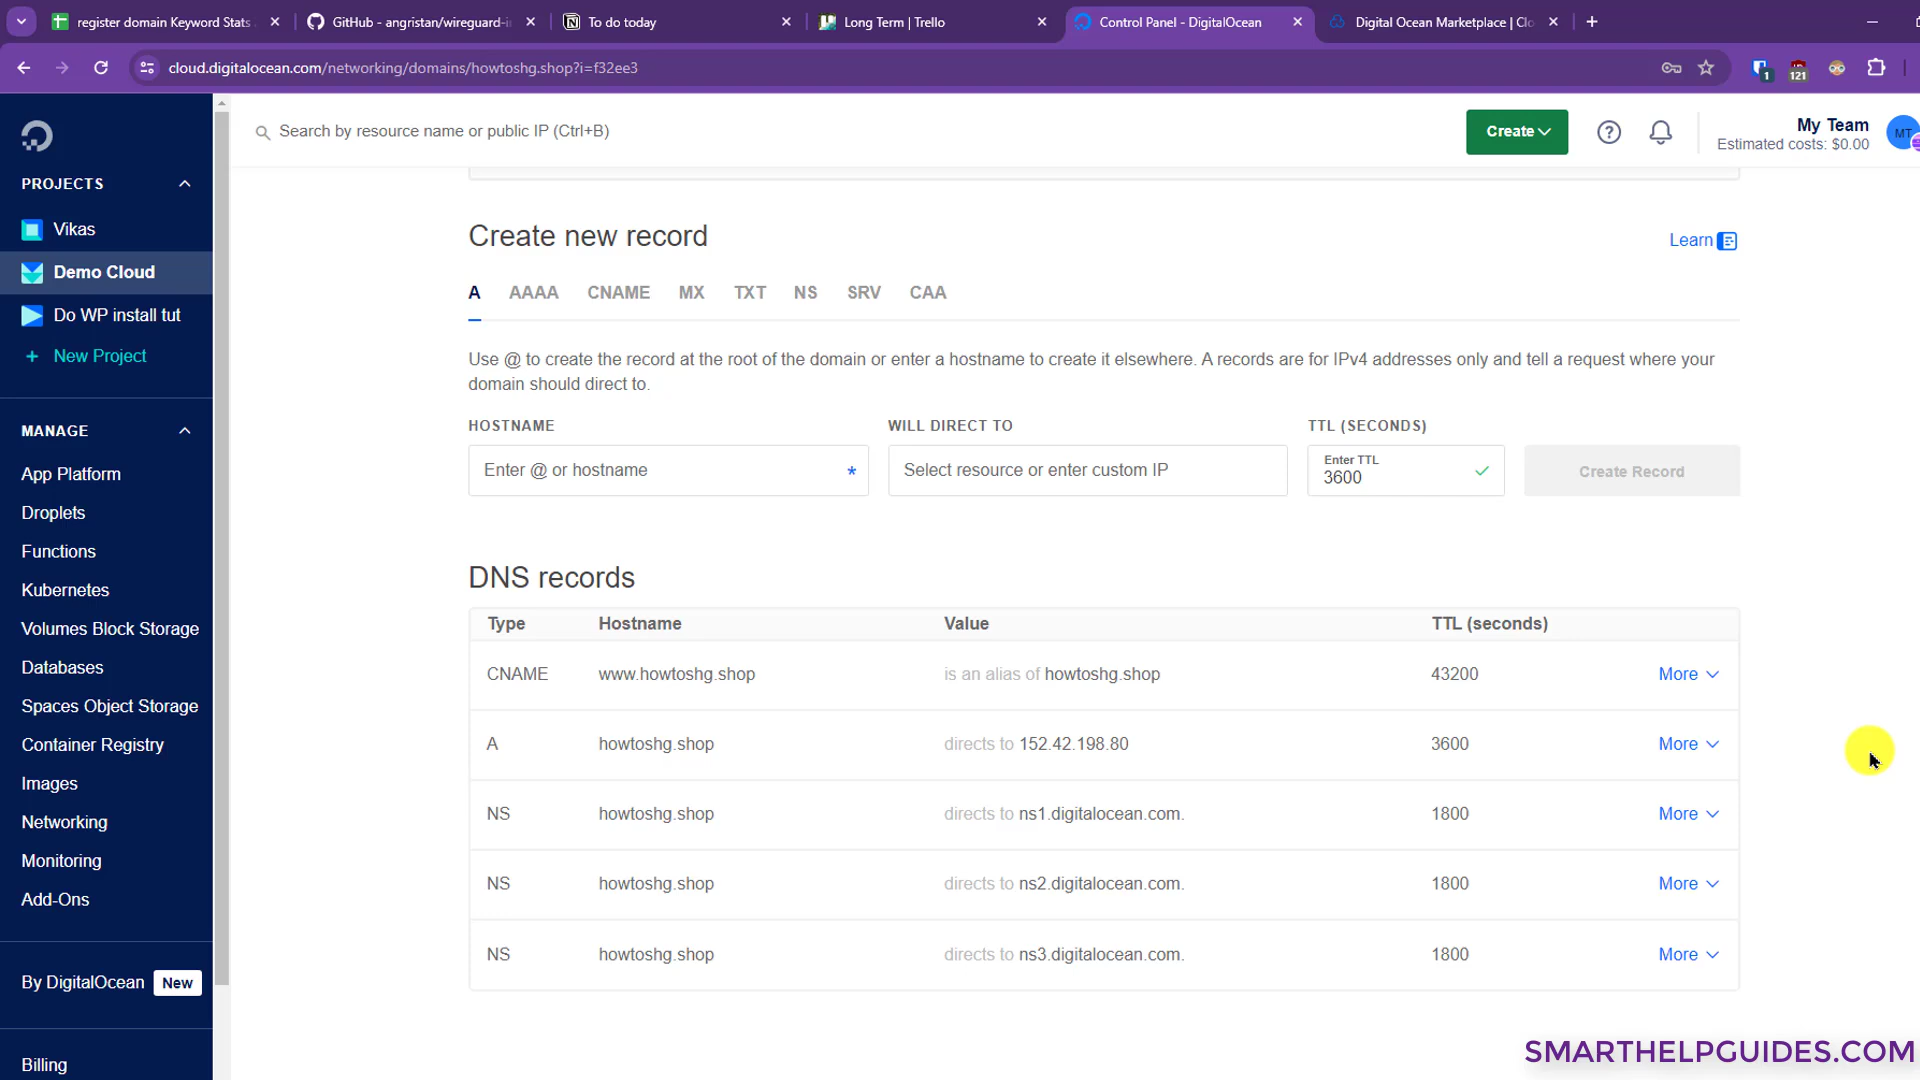 register domain Keyword Stats
GitHub - angristan/wireguard-i
To do today
Long Term | Trello
Control Panel - DigitalOcean
Digital Ocean Marketplace | Clo
cloud.digitalocean.com/networking/domains/howtoshg.shop?i=f32ee3
1
121
Search by resource name or public IP (Ctrl+B)
Create
My Team
Estimated costs: $0.00
MT
PROJECTS
Vikas
Demo Cloud
Do WP install tut
+ New Project
MANAGE
App Platform
Droplets
Functions
Kubernetes
Volumes Block Storage
Databases
Spaces Object Storage
Container Registry
Images
Networking
Monitoring
Add-Ons
By DigitalOcean New
Billing
Create new record
Learn
A AAAA CNAME MX TXT NS SRV CAA
Use @ to create the record at the root of the domain or enter a hostname to create it elsewhere. A records are for IPv4 addresses only and tell a request where your
domain should direct to.
HOSTNAME WILL DIRECT TO TTL (SECONDS)
Enter @ or hostname *
Select resource or enter custom IP
Enter TTL
3600
Create Record
DNS records
Type Hostname Value TTL (seconds)
CNAME www.howtoshg.shop is an alias of howtoshg.shop 43200 More
A howtoshg.shop directs to 152.42.198.80 3600 More
NS howtoshg.shop directs to ns1.digitalocean.com. 1800 More
NS howtoshg.shop directs to ns2.digitalocean.com. 1800 More
NS howtoshg.shop directs to ns3.digitalocean.com. 1800 More
SMARTHELPGUIDES.COM